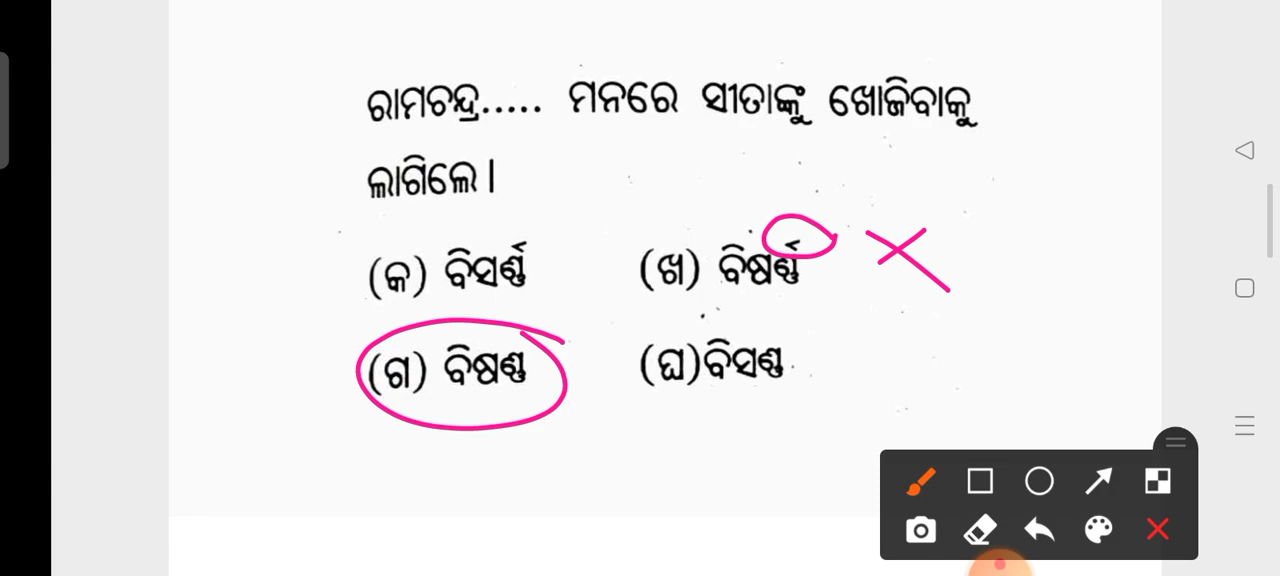 ରାମଚନ୍ଦ୍ର..... ମନରେ ସୀତାଙ୍କୁ ଖୋଜିବାକୁ
ଲାଗିଲେ।
(କ) ବିସର୍ଣ୍ଣ (ଖ) ବିଷର୍ଣ୍ଣ
(ଗ) ବିଷଣ୍ଣ (ଘ)ବିସଣ୍ଣ